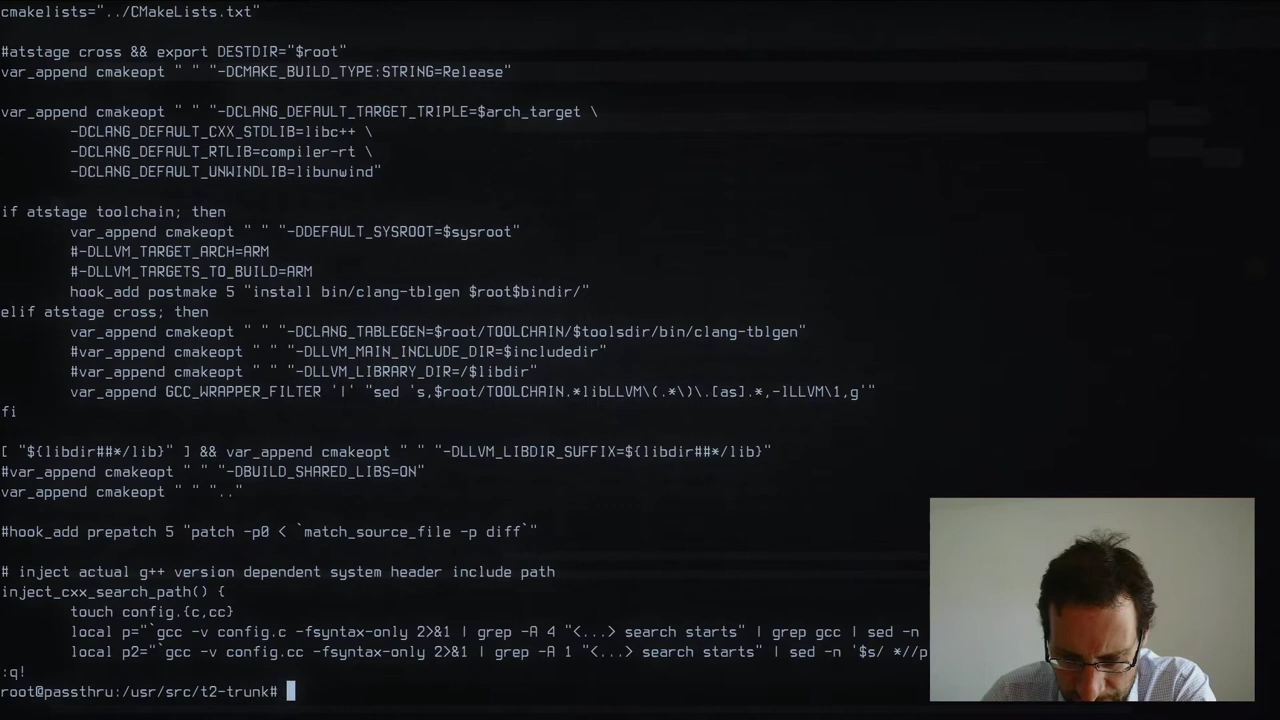 cmakelists="../CMakeLists.txt"
#atstage cross && export DESTDIR="$root"
var_append cmakeopt " " "-DCMAKE_BUILD_TYPE:STRING=Release"
var_append cmakeopt " " "-DCLANG_DEFAULT_TARGET_TRIPLE=$arch_target \
-DCLANG_DEFAULT_CXX_STDLIB=libc++ \
-DCLANG_DEFAULT_RTLIB=compiler-rt \
-DCLANG_DEFAULT_UNWINDLIB=libunwind"
if atstage toolchain; then
var_append cmakeopt " " "-DDEFAULT_SYSROOT=$sysroot"
#-DLLVM_TARGET_ARCH=ARM
#-DLLVM_TARGETS_TO_BUILD=ARM
hook_add postmake 5 "install bin/clang-tblgen $root$bindir/"
elif atstage cross; then
var_append cmakeopt " " "-DCLANG_TABLEGEN=$root/TOOLCHAIN/$toolsdir/bin/clang-tblgen"
#var_append cmakeopt " " "-DLLVM_MAIN_INCLUDE_DIR=$includedir"
#var_append cmakeopt " " "-DLLVM_LIBRARY_DIR=/$libdir"
var_append GCC_WRAPPER_FILTER '|' "sed 's,$root/TOOLCHAIN.*libLLVM\(.*\)\.[as].*,-lLLVM\1,g'"
fi
[ "${libdir##*/lib}" ] && var_append cmakeopt " " "-DLLVM_LIBDIR_SUFFIX=${libdir##*/lib}"
#var_append cmakeopt " " "-DBUILD_SHARED_LIBS=ON"
var_append cmakeopt " " ".."
#hook_add prepatch 5 "patch -p0 < `match_source_file -p diff`"
# inject actual g++ version dependent system header include path
inject_cxx_search_path() {
touch config.{c,cc}
local p="`gcc -v config.c -fsyntax-only 2>&1 | grep -A 4 "<...> search starts" | grep gcc | sed -n
local p2="`gcc -v config.cc -fsyntax-only 2>&1 | grep -A 1 "<...> search starts" | sed -n '$s/ *//p
:q!
root@passthru:/usr/src/t2-trunk#